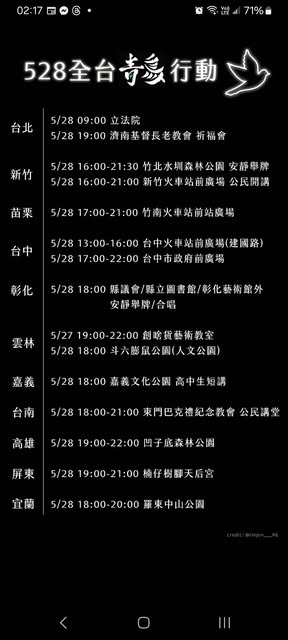 02:17
71%
528全台青鳥行動
台北
5/28 09:00 立法院
5/28 19:00 濟南基督長老教會 祈福會
新竹
5/28 16:00-21:30 竹北水圳森林公園 安靜舉牌
5/28 16:00-21:00 新竹火車站前廣場 公民開講
苗栗
5/28 17:00-21:00 竹南火車站前站廣場
台中
5/28 13:00-16:00 台中火車站前廣場(建國路)
5/28 17:00-22:00 台中市政府前廣場
彰化
5/28 18:00 縣議會/縣立圖書館/彰化藝術館外
安靜舉牌/合唱
雲林
5/27 19:00-22:00 創啥貨藝術教室
5/28 18:00 斗六膨鼠公園(人文公園)
嘉義
5/28 18:00 嘉義文化公園 高中生短講
台南
5/28 18:00-21:00 東門巴克禮紀念教會 公民講堂
高雄
5/28 19:00-22:00 凹子底森林公園
屏東
5/28 19:00-21:00 楠仔樹腳天后宮
宜蘭
5/28 18:00-20:00 羅東中山公園